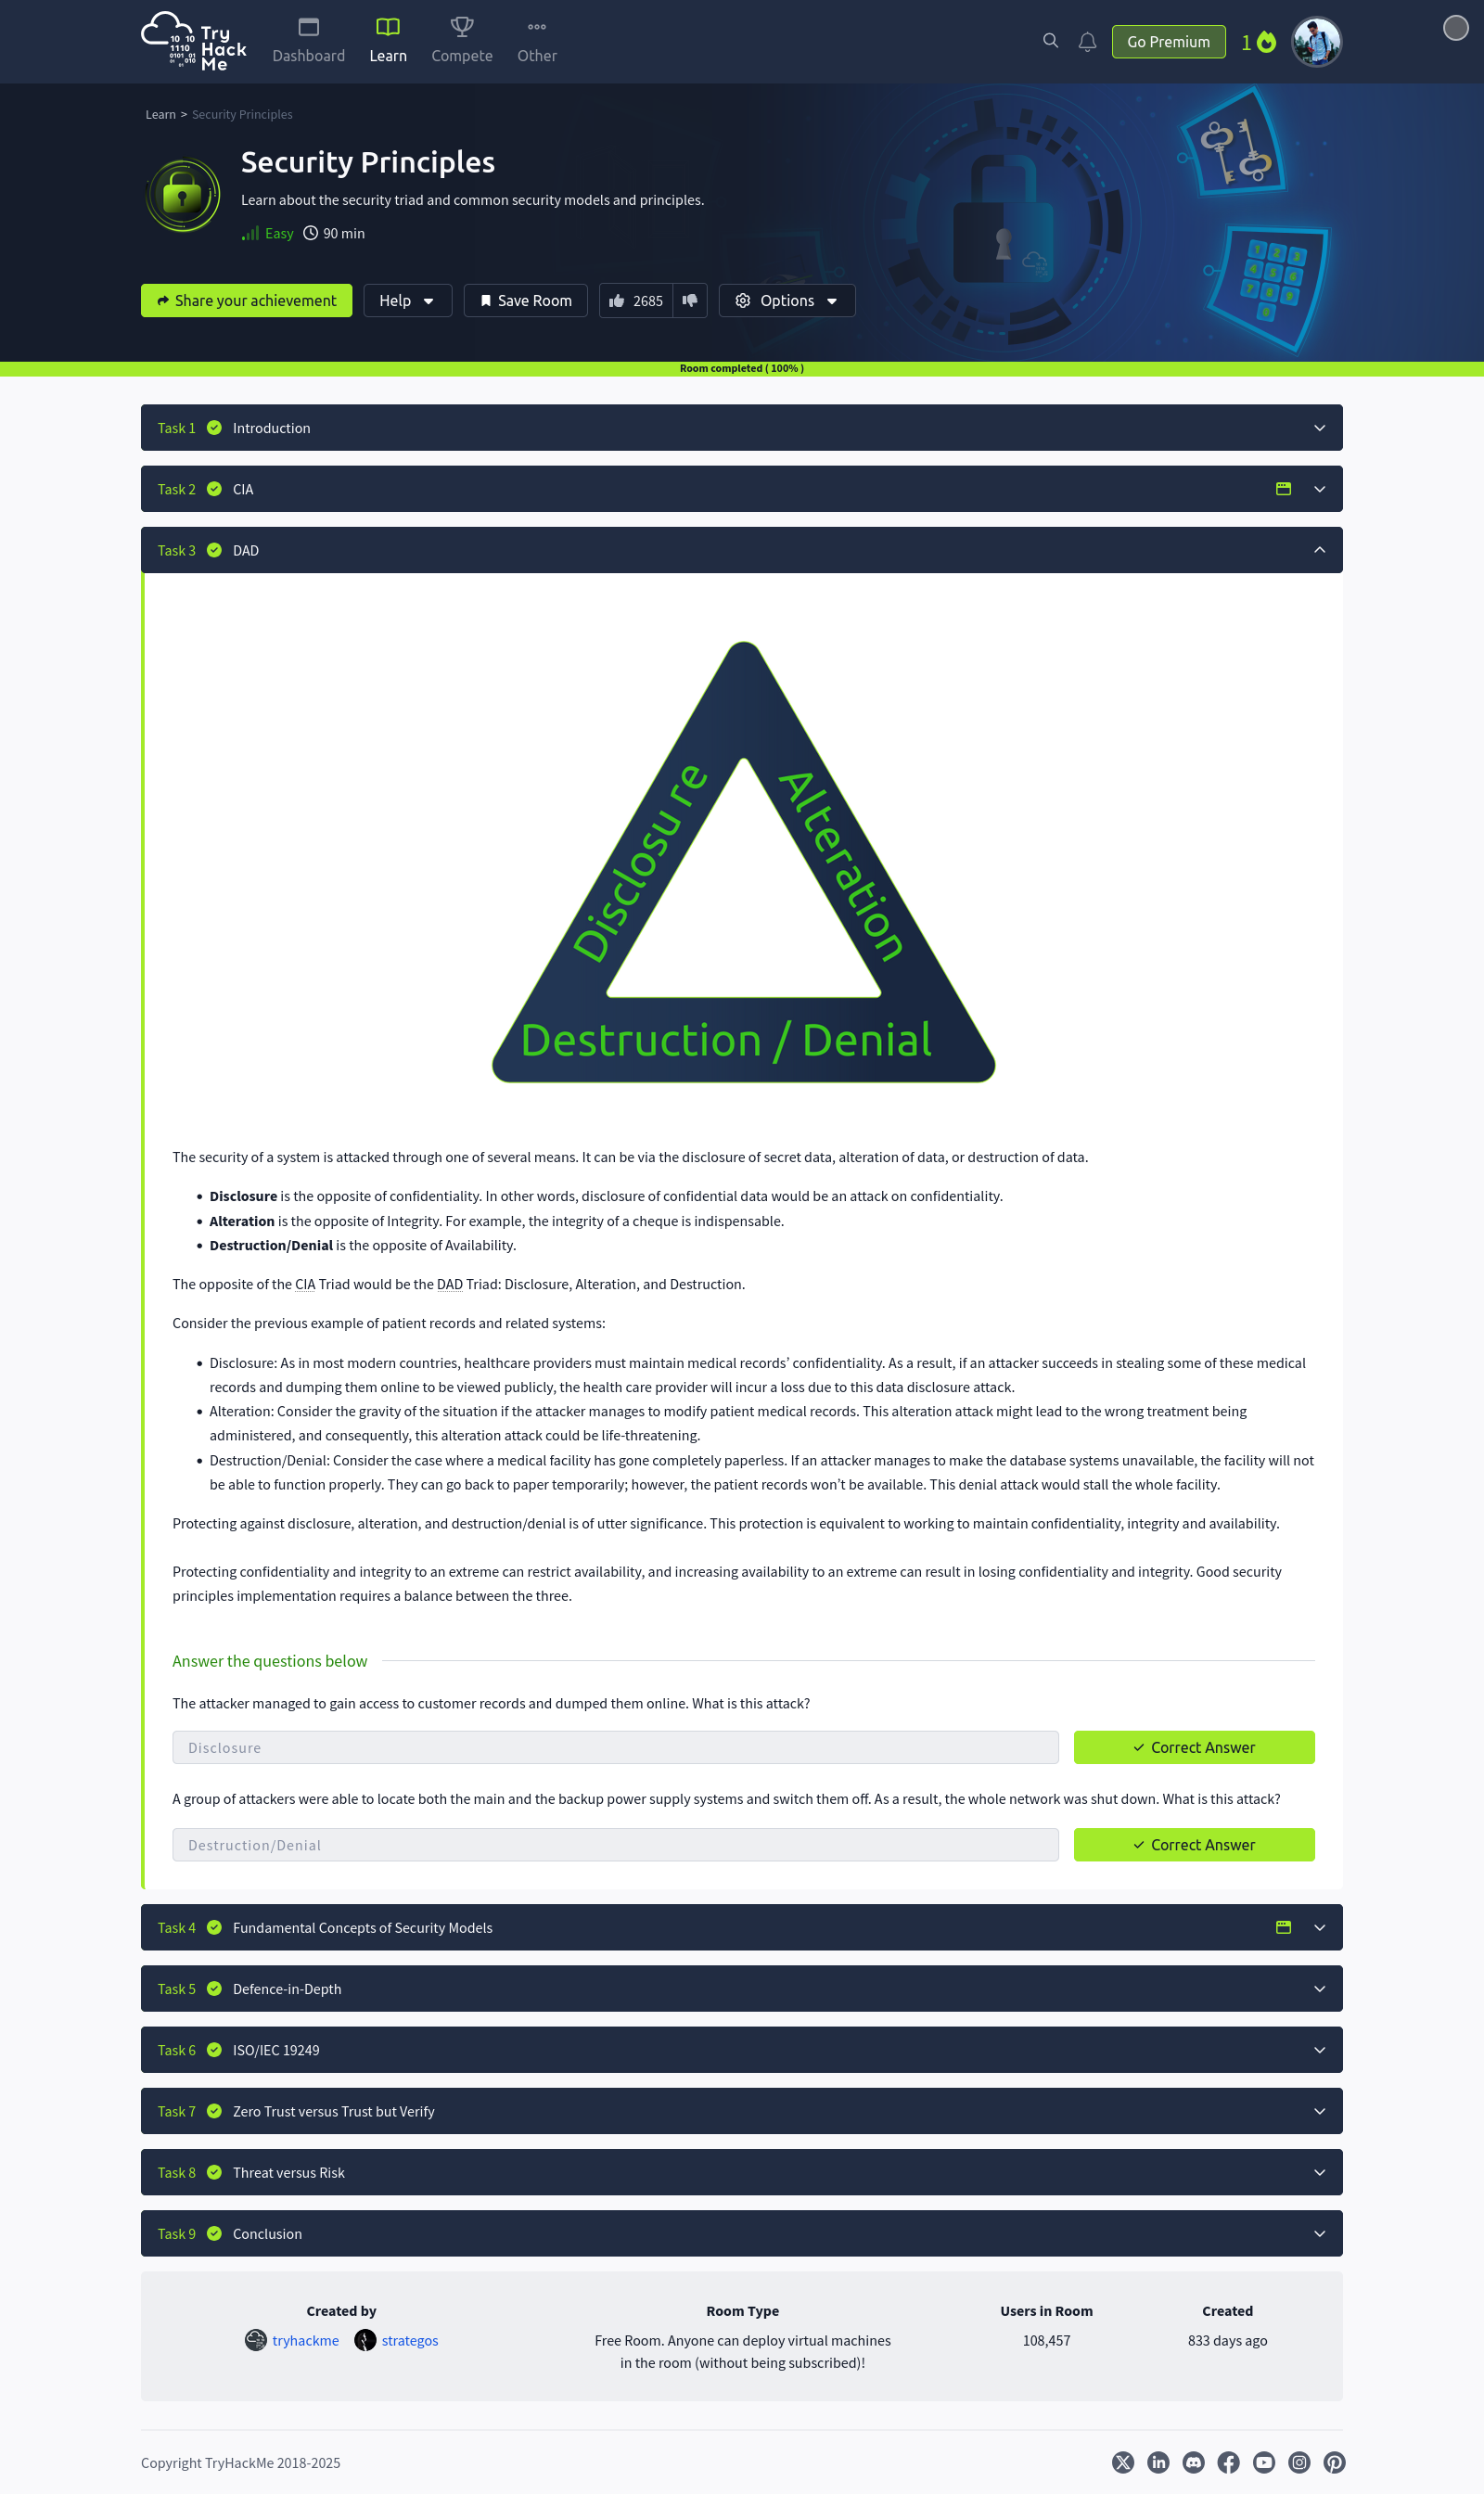 Try
Hack
Me
Dashboard
Learn
Compete
Other
Go Premium
1
Learn > Security Principles
Security Principles
Learn about the security triad and common security models and principles.
Easy 90 min
Share your achievement
Help
Save Room
2685
Options
Room completed ( 100% )
Task 1 Introduction
Task 2 CIA
Task 3 DAD
Disclosu re
Alteration
Destruction / Denial
The security of a system is attacked through one of several means. It can be via the disclosure of secret data, alteration of data, or destruction of data.
• Disclosure is the opposite of confidentiality. In other words, disclosure of confidential data would be an attack on confidentiality.
• Alteration is the opposite of Integrity. For example, the integrity of a cheque is indispensable.
• Destruction/Denial is the opposite of Availability.
The opposite of the CIA Triad would be the DAD Triad: Disclosure, Alteration, and Destruction.
Consider the previous example of patient records and related systems:
• Disclosure: As in most modern countries, healthcare providers must maintain medical records’ confidentiality. As a result, if an attacker succeeds in stealing some of these medical
records and dumping them online to be viewed publicly, the health care provider will incur a loss due to this data disclosure attack.
• Alteration: Consider the gravity of the situation if the attacker manages to modify patient medical records. This alteration attack might lead to the wrong treatment being
administered, and consequently, this alteration attack could be life-threatening.
• Destruction/Denial: Consider the case where a medical facility has gone completely paperless. If an attacker manages to make the database systems unavailable, the facility will not
be able to function properly. They can go back to paper temporarily; however, the patient records won’t be available. This denial attack would stall the whole facility.
Protecting against disclosure, alteration, and destruction/denial is of utter significance. This protection is equivalent to working to maintain confidentiality, integrity and availability.
Protecting confidentiality and integrity to an extreme can restrict availability, and increasing availability to an extreme can result in losing confidentiality and integrity. Good security
principles implementation requires a balance between the three.
Answer the questions below
The attacker managed to gain access to customer records and dumped them online. What is this attack?
Disclosure
Correct Answer
A group of attackers were able to locate both the main and the backup power supply systems and switch them off. As a result, the whole network was shut down. What is this attack?
Destruction/Denial
Correct Answer
Task 4 Fundamental Concepts of Security Models
Task 5 Defence-in-Depth
Task 6 ISO/IEC 19249
Task 7 Zero Trust versus Trust but Verify
Task 8 Threat versus Risk
Task 9 Conclusion
Created by
tryhackme strategos
Room Type
Free Room. Anyone can deploy virtual machines
in the room (without being subscribed)!
Users in Room
108,457
Created
833 days ago
Copyright TryHackMe 2018-2025